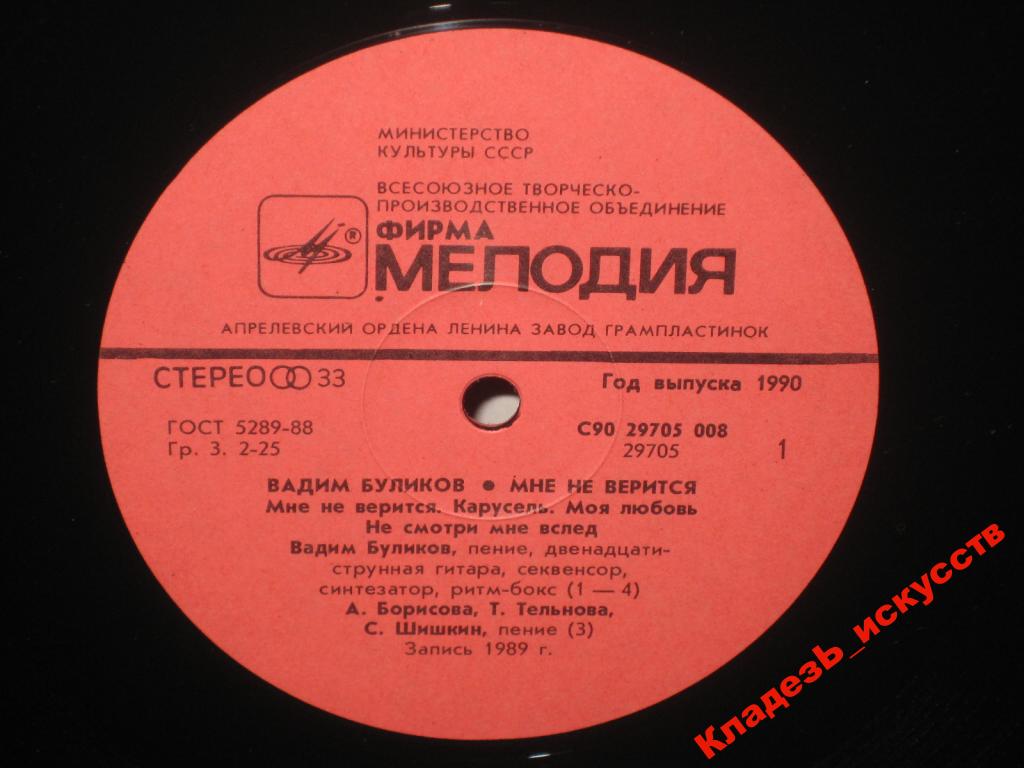 МИНИСТЕРСТВО
КУЛЬТУРЫ СССР
ВСЕСОЮЗНОЕ ТВОРЧЕСКО-
ПРОИЗВОДСТВЕННОЕ ОБЪЕДИНЕНИЕ
ФИРМА
®
МЕЛОДИЯ
АПРЕЛЕВСКИЙ ОРДЕНА ЛЕНИНА ЗАВОД ГРАМПЛАСТИНОК
СТЕРЕО 33
Год выпуска 1990
ГОСТ 5289-88
Гр. 3. 2-25
С90 29705 008
29705
1
ВАДИМ БУЛИКОВ ● МНЕ НЕ ВЕРИТСЯ
Мне не верится. Карусель. Моя любовь
Не смотри мне вслед
Вадим Буликов, пение, двенадцати-
струнная гитара, секвенсор,
синтезатор, ритм-бокс (1 — 4)
А. Борисова, Т. Тельнова,
С. Шишкин, пение (3)
Запись 1989 г.
КладезЬ_искусств